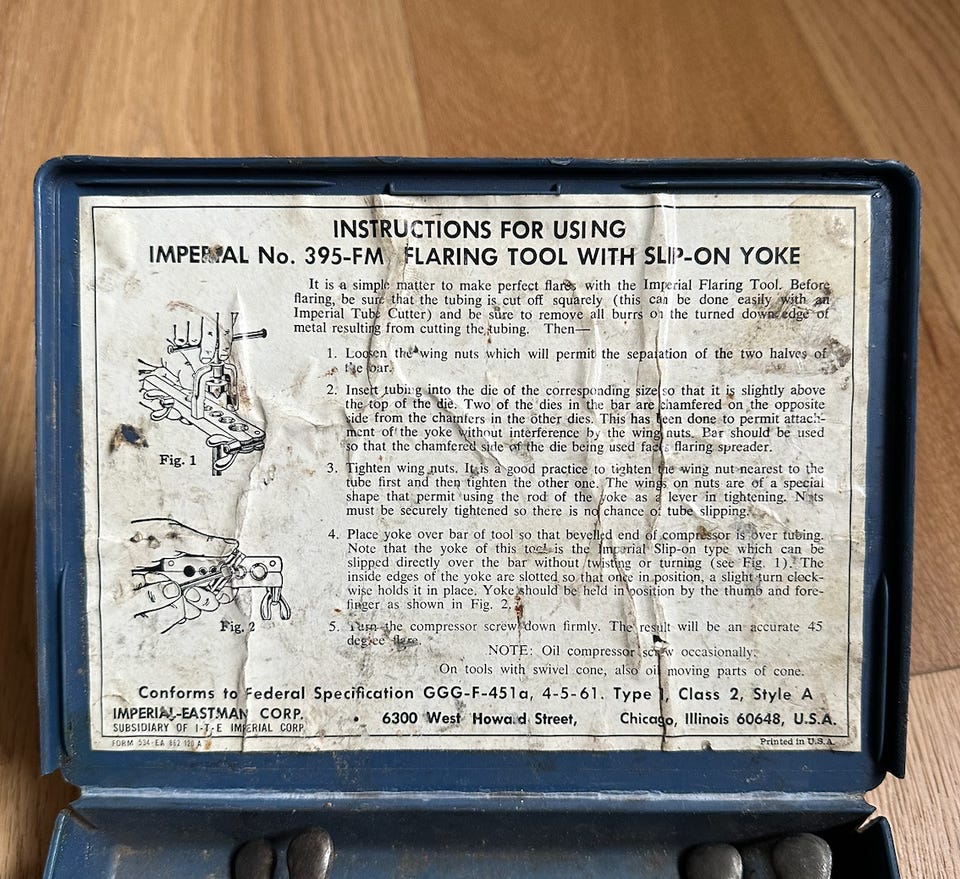 INSTRUCTIONS FOR USING
IMPERIAL No. 395-FM FLARING TOOL WITH SLIP-ON YOKE
It is a simple matter to make perfect flares with the Imperial Flaring Tool. Before
flaring, be sure that the tubing is cut off squarely (this can be done easily with an
Imperial Tube Cutter) and be sure to remove all burrs or the turned down edge of
metal resulting from cutting the tubing. Then—
1. Loosen the wing nuts which will permit the separation of the two halves of
the bar.
2. Insert tubing into the die of the corresponding size so that it is slightly above
the top of the die. Two of the dies in the bar are chamfered on the opposite
side from the chamfers in the other dies. This has been done to permit attach-
ment of the yoke without interference by the wing nuts. Bar should be used
so that the chamfered side of the die being used faces flaring spreader.
3. Tighten wing nuts. It is a good practice to tighten the wing nut nearest to the
tube first and then tighten the other one. The wings on nuts are of a special
shape that permit using the rod of the yoke as a lever in tightening. Nuts
must be securely tightened so there is no chance of tube slipping.
4. Place yoke over bar of tool so that bevelled end of compressor is over tubing.
Note that the yoke of this tool is the Imperial Slip-on type which can be
slipped directly over the bar without twisting or turning (see Fig. 1). The
inside edges of the yoke are slotted so that one in position, a slight turn clock-
wise holds it in place. Yoke should be held in position by the thumb and fore-
finger as shown in Fig. 2.
5. Turn the compressor screw down firmly. The result will be an accurate 45
degree flare.
NOTE: Oil compressor screw occasionally.
On tools with swivel cone, also oil moving parts of cone.
Fig. 1
Fig. 2
Conforms to Federal Specification GGG-F-451a, 4-5-61. Type 1, Class 2, Style A
IMPERIAL-EASTMAN CORP. • 6300 West Howard Street, Chicago, Illinois 60648, U.S.A.
SUBSIDIARY OF I-T-E IMPERIAL CORP.
FORM 534-EA 862 120 A Printed in U.S.A.